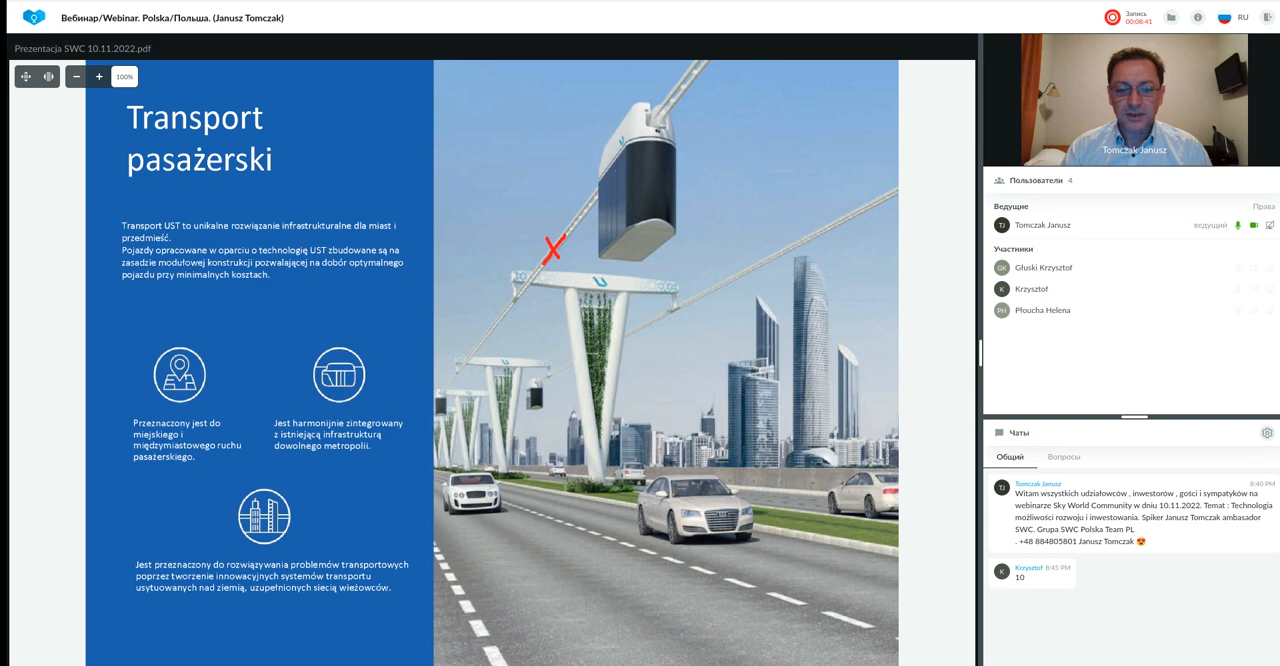 Вебинар/Webinar. Polska/Польша. (Janusz Tomczak)
Запись
00:08:41
RU
Prezentacja SWC 10.11.2022.pdf
100%
Transport
pasażerski
Transport UST to unikalne rozwiązanie infrastrukturalne dla miast i
przedmieść.
Pojazdy opracowane w oparciu o technologię UST zbudowane są na
zasadzie modułowej konstrukcji pozwalającej na dobór optymalnego
pojazdu przy minimalnych kosztach.
Przeznaczony jest do
miejskiego i
międzymiastowego ruchu
pasażerskiego.
Jest harmonijnie zintegrowany
z istniejącą infrastrukturą
dowolnego metropolii.
Jest przeznaczony do rozwiązywania problemów transportowych
poprzez tworzenie innowacyjnych systemów transportu
usytuowanych nad ziemią, uzupełnionych siecią wieżowców.
Tomczak Janusz
Пользователи 4
Ведущие
Права
TJ
Tomczak Janusz
ведущий
Участники
GK
Głuski Krzysztof
K
Krzysztof
PH
Płoucha Helena
Чаты
Общий
Вопросы
TJ
Tomczak Janusz
8:40 PM
Witam wszystkich udziałowców , inwestorów , gości i sympatyków na
webinarze Sky World Community w dniu 10.11.2022. Temat : Technologia
możliwości rozwoju i inwestowania. Spiker Janusz Tomczak ambasador
SWC. Grupa SWC Polska Team PL
. +48 884805801 Janusz Tomczak 😍
K
Krzysztof 8:45 PM
10